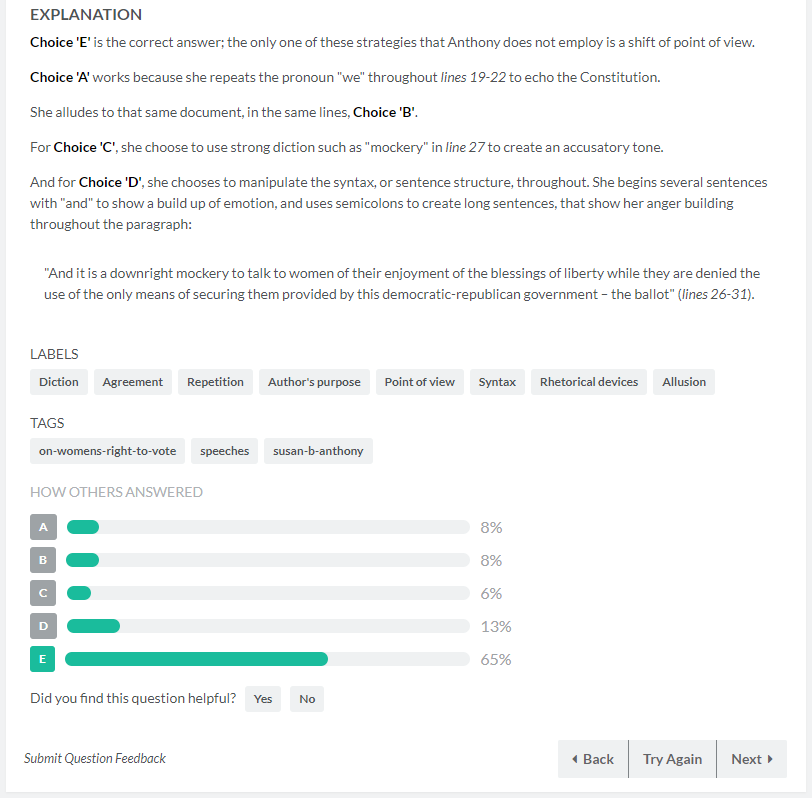 EXPLANATION
Choice 'E' is the correct answer; the only one of these strategies that Anthony does not employ is a shift of point of view.
Choice 'A' works because she repeats the pronoun "we" throughout lines 19-22 to echo the Constitution.
She alludes to that same document, in the same lines, Choice 'B'.
For Choice 'C', she choose to use strong diction such as "mockery" in line 27 to create an accusatory tone.
And for Choice 'D', she chooses to manipulate the syntax, or sentence structure, throughout. She begins several sentences
with "and" to show a build up of emotion, and uses semicolons to create long sentences, that show her anger building
throughout the paragraph:
"And it is a downright mockery to talk to women of their enjoyment of the blessings of liberty while they are denied the
use of the only means of securing them provided by this democratic-republican government – the ballot" (lines 26-31).
LABELS
Diction Agreement Repetition Author's purpose Point of view Syntax Rhetorical devices Allusion
TAGS
on-womens-right-to-vote speeches susan-b-anthony
HOW OTHERS ANSWERED
A 8%
B 8%
C 6%
D 13%
E 65%
Did you find this question helpful? Yes No
Submit Question Feedback Back Try Again Next